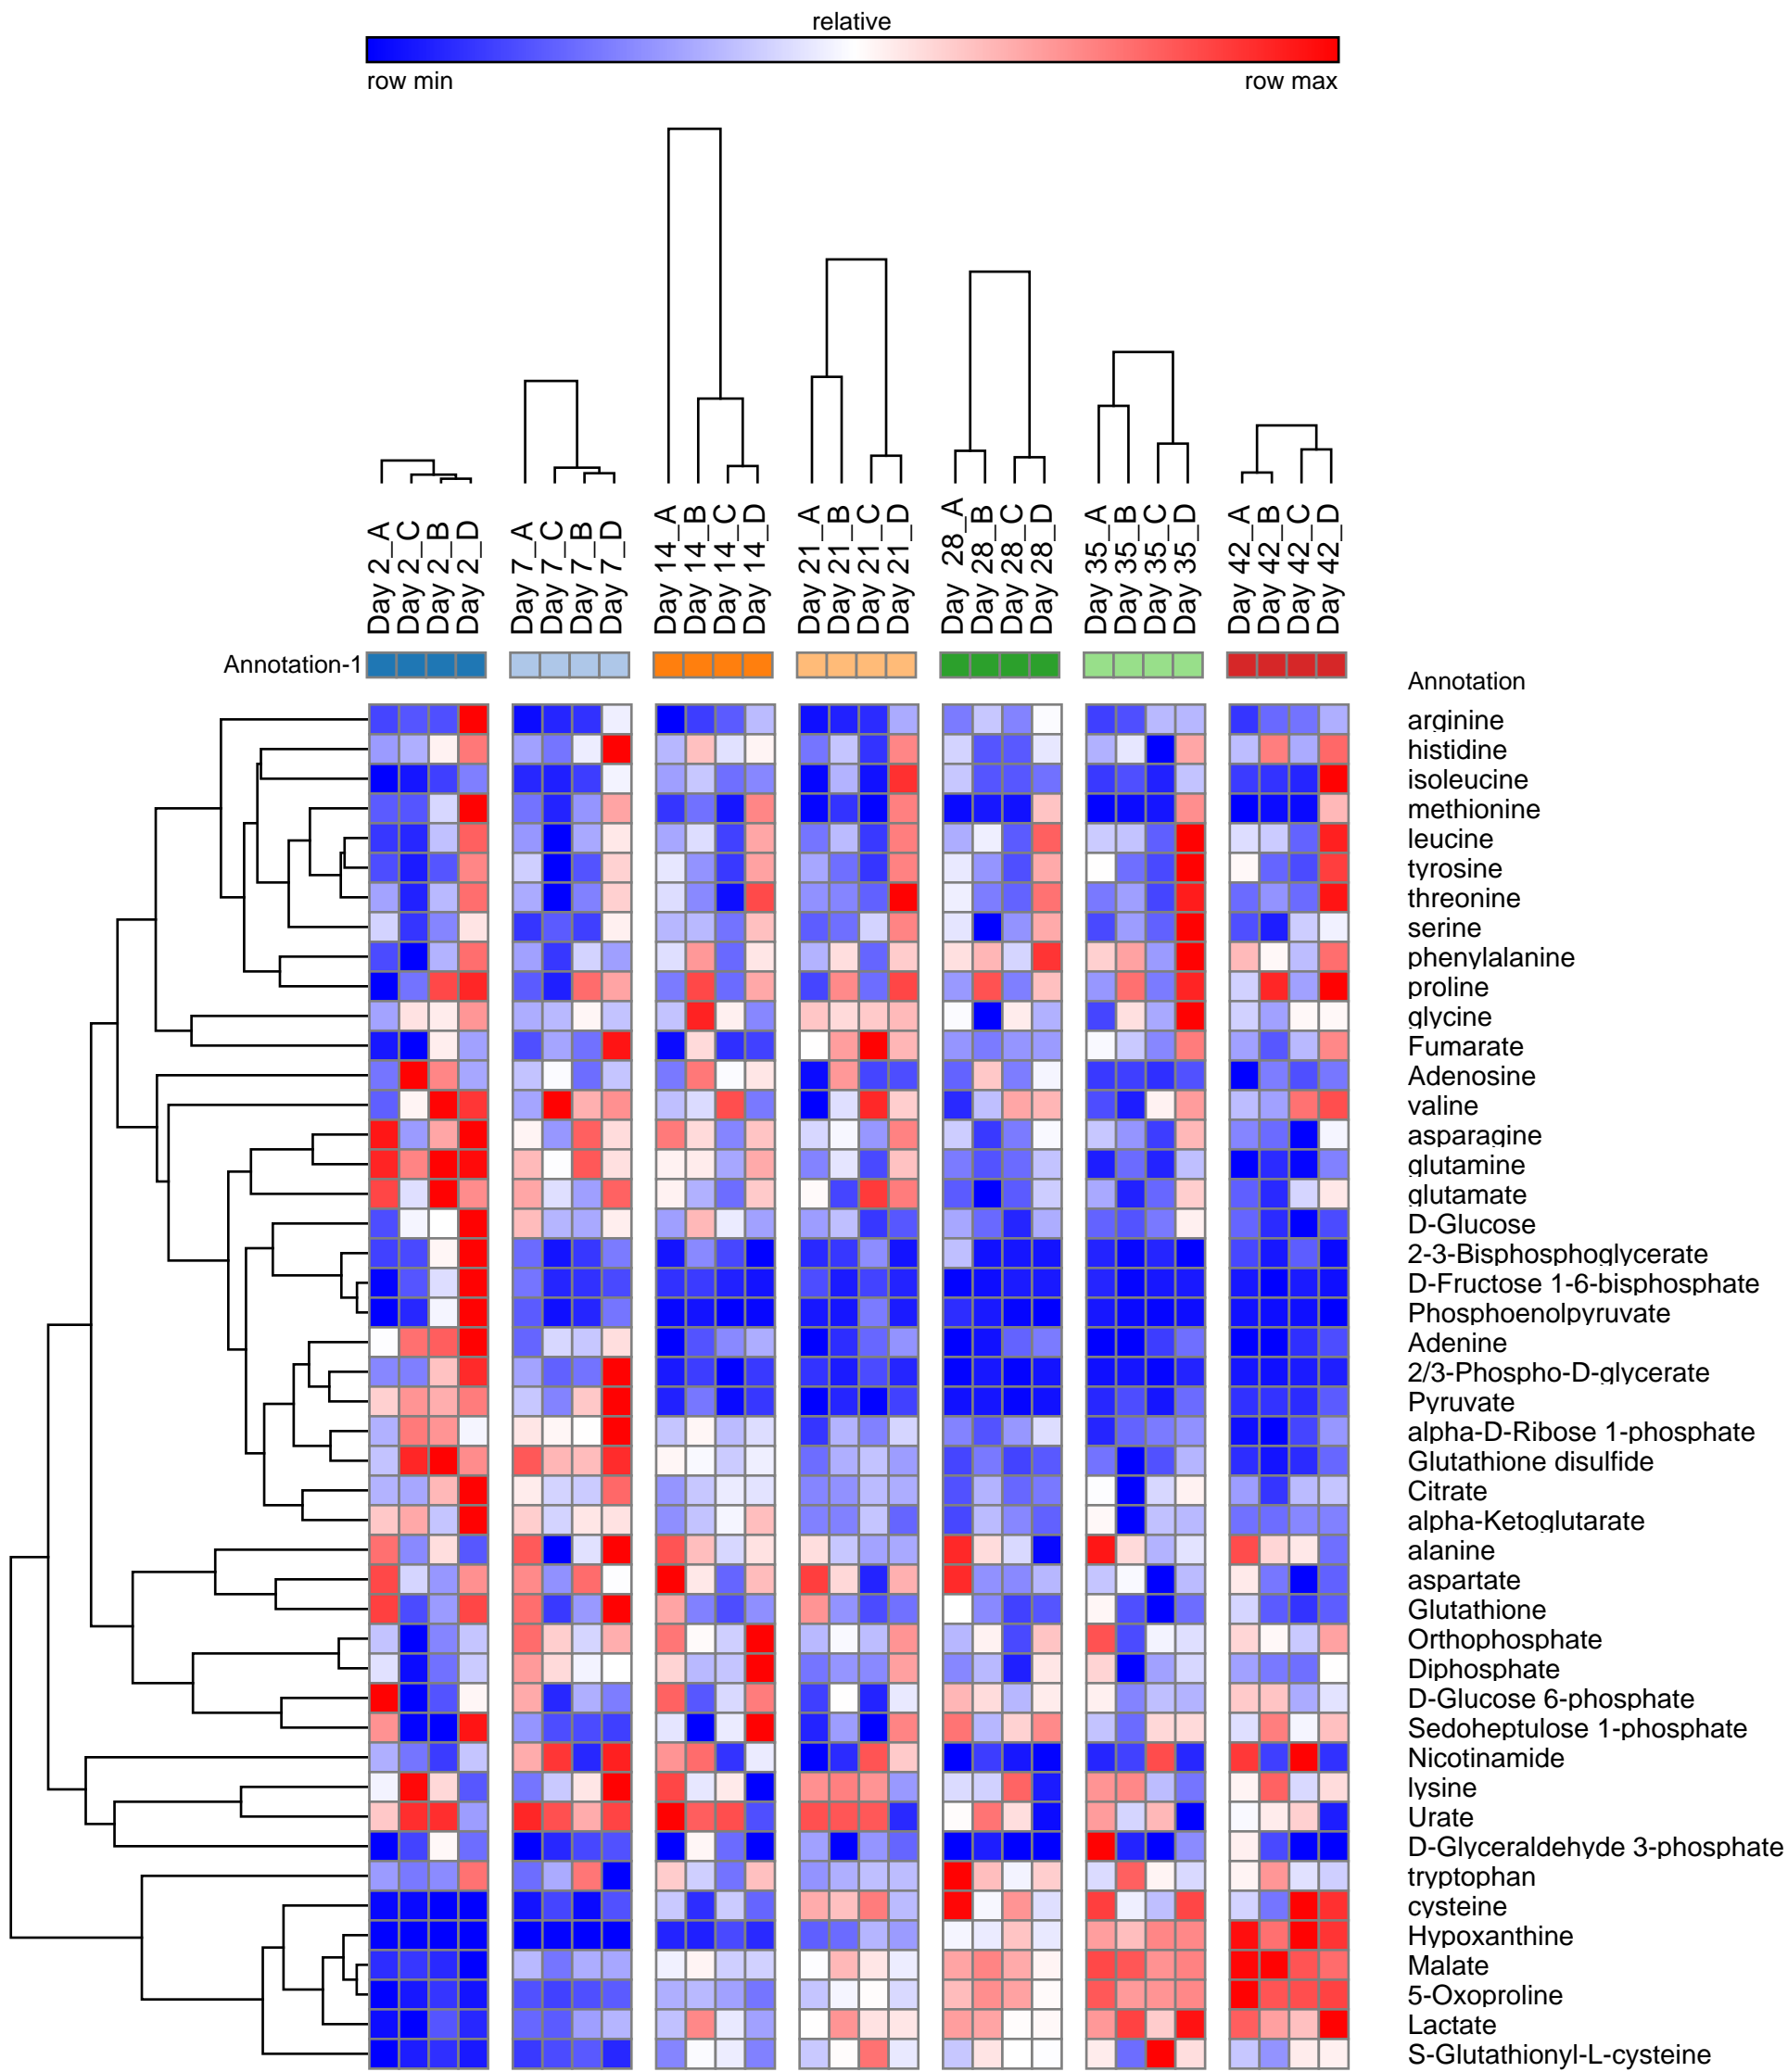 relative
row min row max
Day 2_A
Day 2_C
Day 2_B
Day 2_D
Day 7_A
Day 7_C
Day 7_B
Day 7_D
Day 14_A
Day 14_B
Day 14_C
Day 14_D
Day 21_A
Day 21_B
Day 21_C
Day 21_D
Day 28_A
Day 28_B
Day 28_C
Day 28_D
Day 35_A
Day 35_B
Day 35_C
Day 35_D
Day 42_A
Day 42_B
Day 42_C
Day 42_D
Annotation-1
Annotation
arginine
histidine
isoleucine
methionine
leucine
tyrosine
threonine
serine
phenylalanine
proline
glycine
Fumarate
Adenosine
valine
asparagine
glutamine
glutamate
D-Glucose
2-3-Bisphosphoglycerate
D-Fructose 1-6-bisphosphate
Phosphoenolpyruvate
Adenine
2/3-Phospho-D-glycerate
Pyruvate
alpha-D-Ribose 1-phosphate
Glutathione disulfide
Citrate
alpha-Ketoglutarate
alanine
aspartate
Glutathione
Orthophosphate
Diphosphate
D-Glucose 6-phosphate
Sedoheptulose 1-phosphate
Nicotinamide
lysine
Urate
D-Glyceraldehyde 3-phosphate
tryptophan
cysteine
Hypoxanthine
Malate
5-Oxoproline
Lactate
S-Glutathionyl-L-cysteine